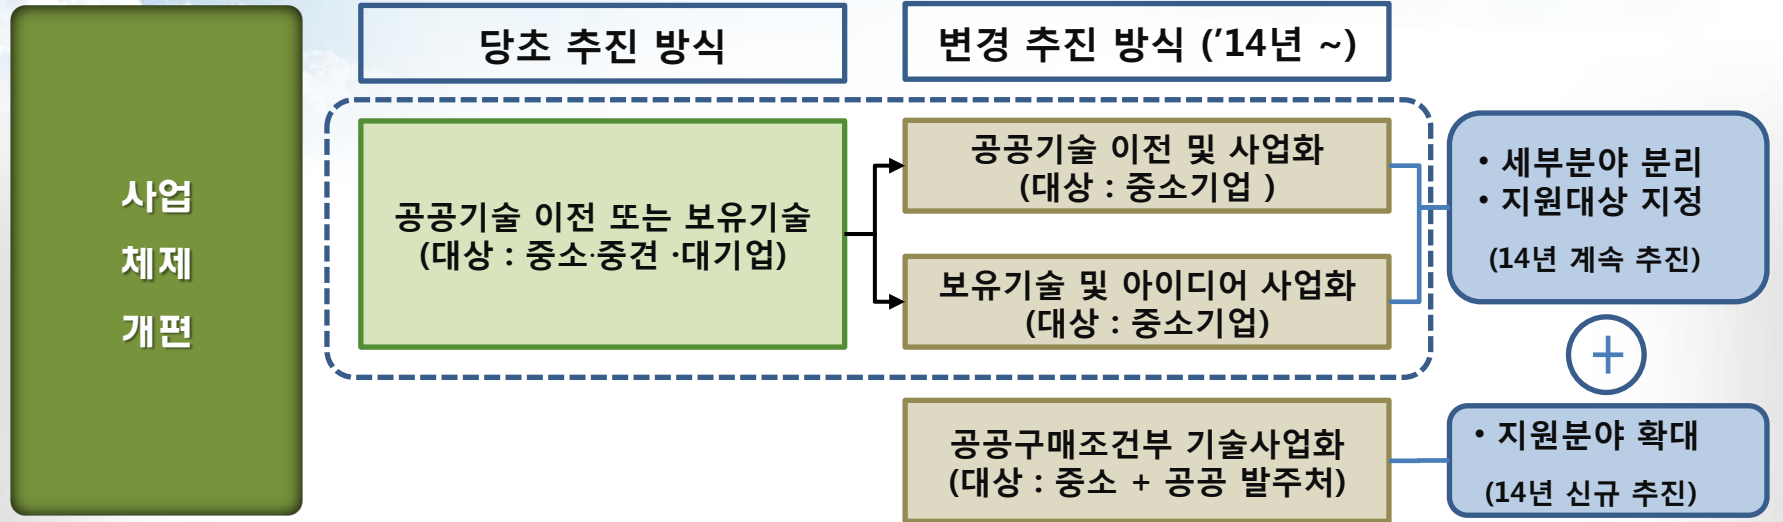 사업
체제
개편
당초 추진 방식
변경 추진 방식 ('14년 ~)
공공기술 이전 또는 보유기술
(대상 : 중소·중견 ·대기업)
공공기술 이전 및 사업화
(대상 : 중소기업 )
보유기술 및 아이디어 사업화
(대상 : 중소기업)
• 세부분야 분리
• 지원대상 지정
(14년 계속 추진)
+
공공구매조건부 기술사업화
(대상 : 중소 + 공공 발주처)
• 지원분야 확대
(14년 신규 추진)